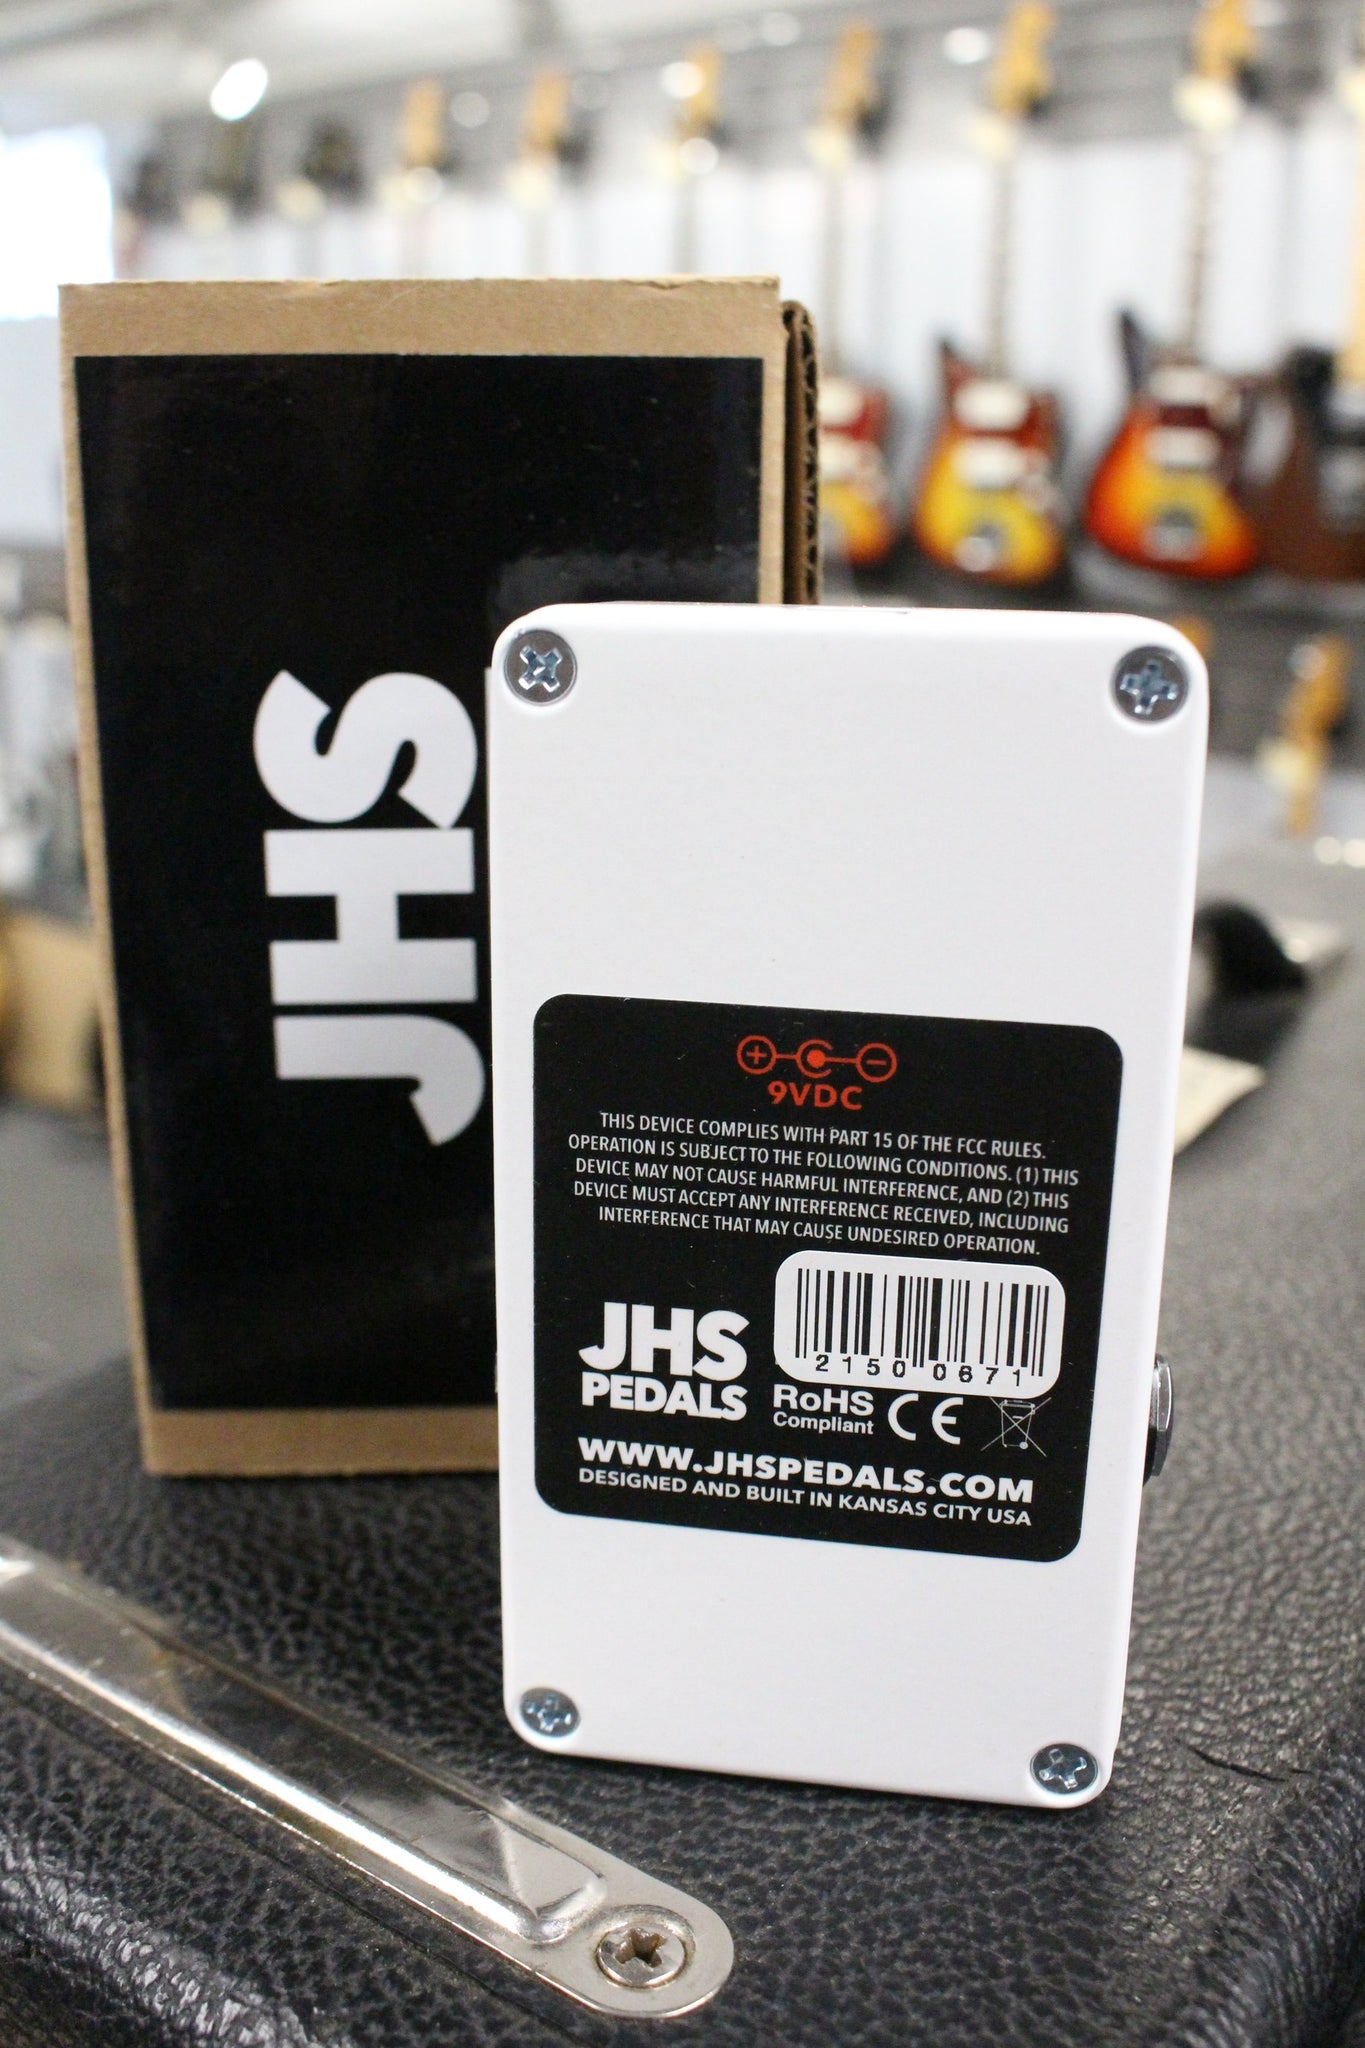 JHS
+ -
9VDC
THIS DEVICE COMPLIES WITH PART 15 OF THE FCC RULES.
OPERATION IS SUBJECT TO THE FOLLOWING CONDITIONS. (1) THIS
DEVICE MAY NOT CAUSE HARMFUL INTERFERENCE, AND (2) THIS
DEVICE MUST ACCEPT ANY INTERFERENCE RECEIVED, INCLUDING
INTERFERENCE THAT MAY CAUSE UNDESIRED OPERATION.
21500671
JHS
PEDALS
RoHS
Compliant
CE
WWW.JHSPEDALS.COM
DESIGNED AND BUILT IN KANSAS CITY USA